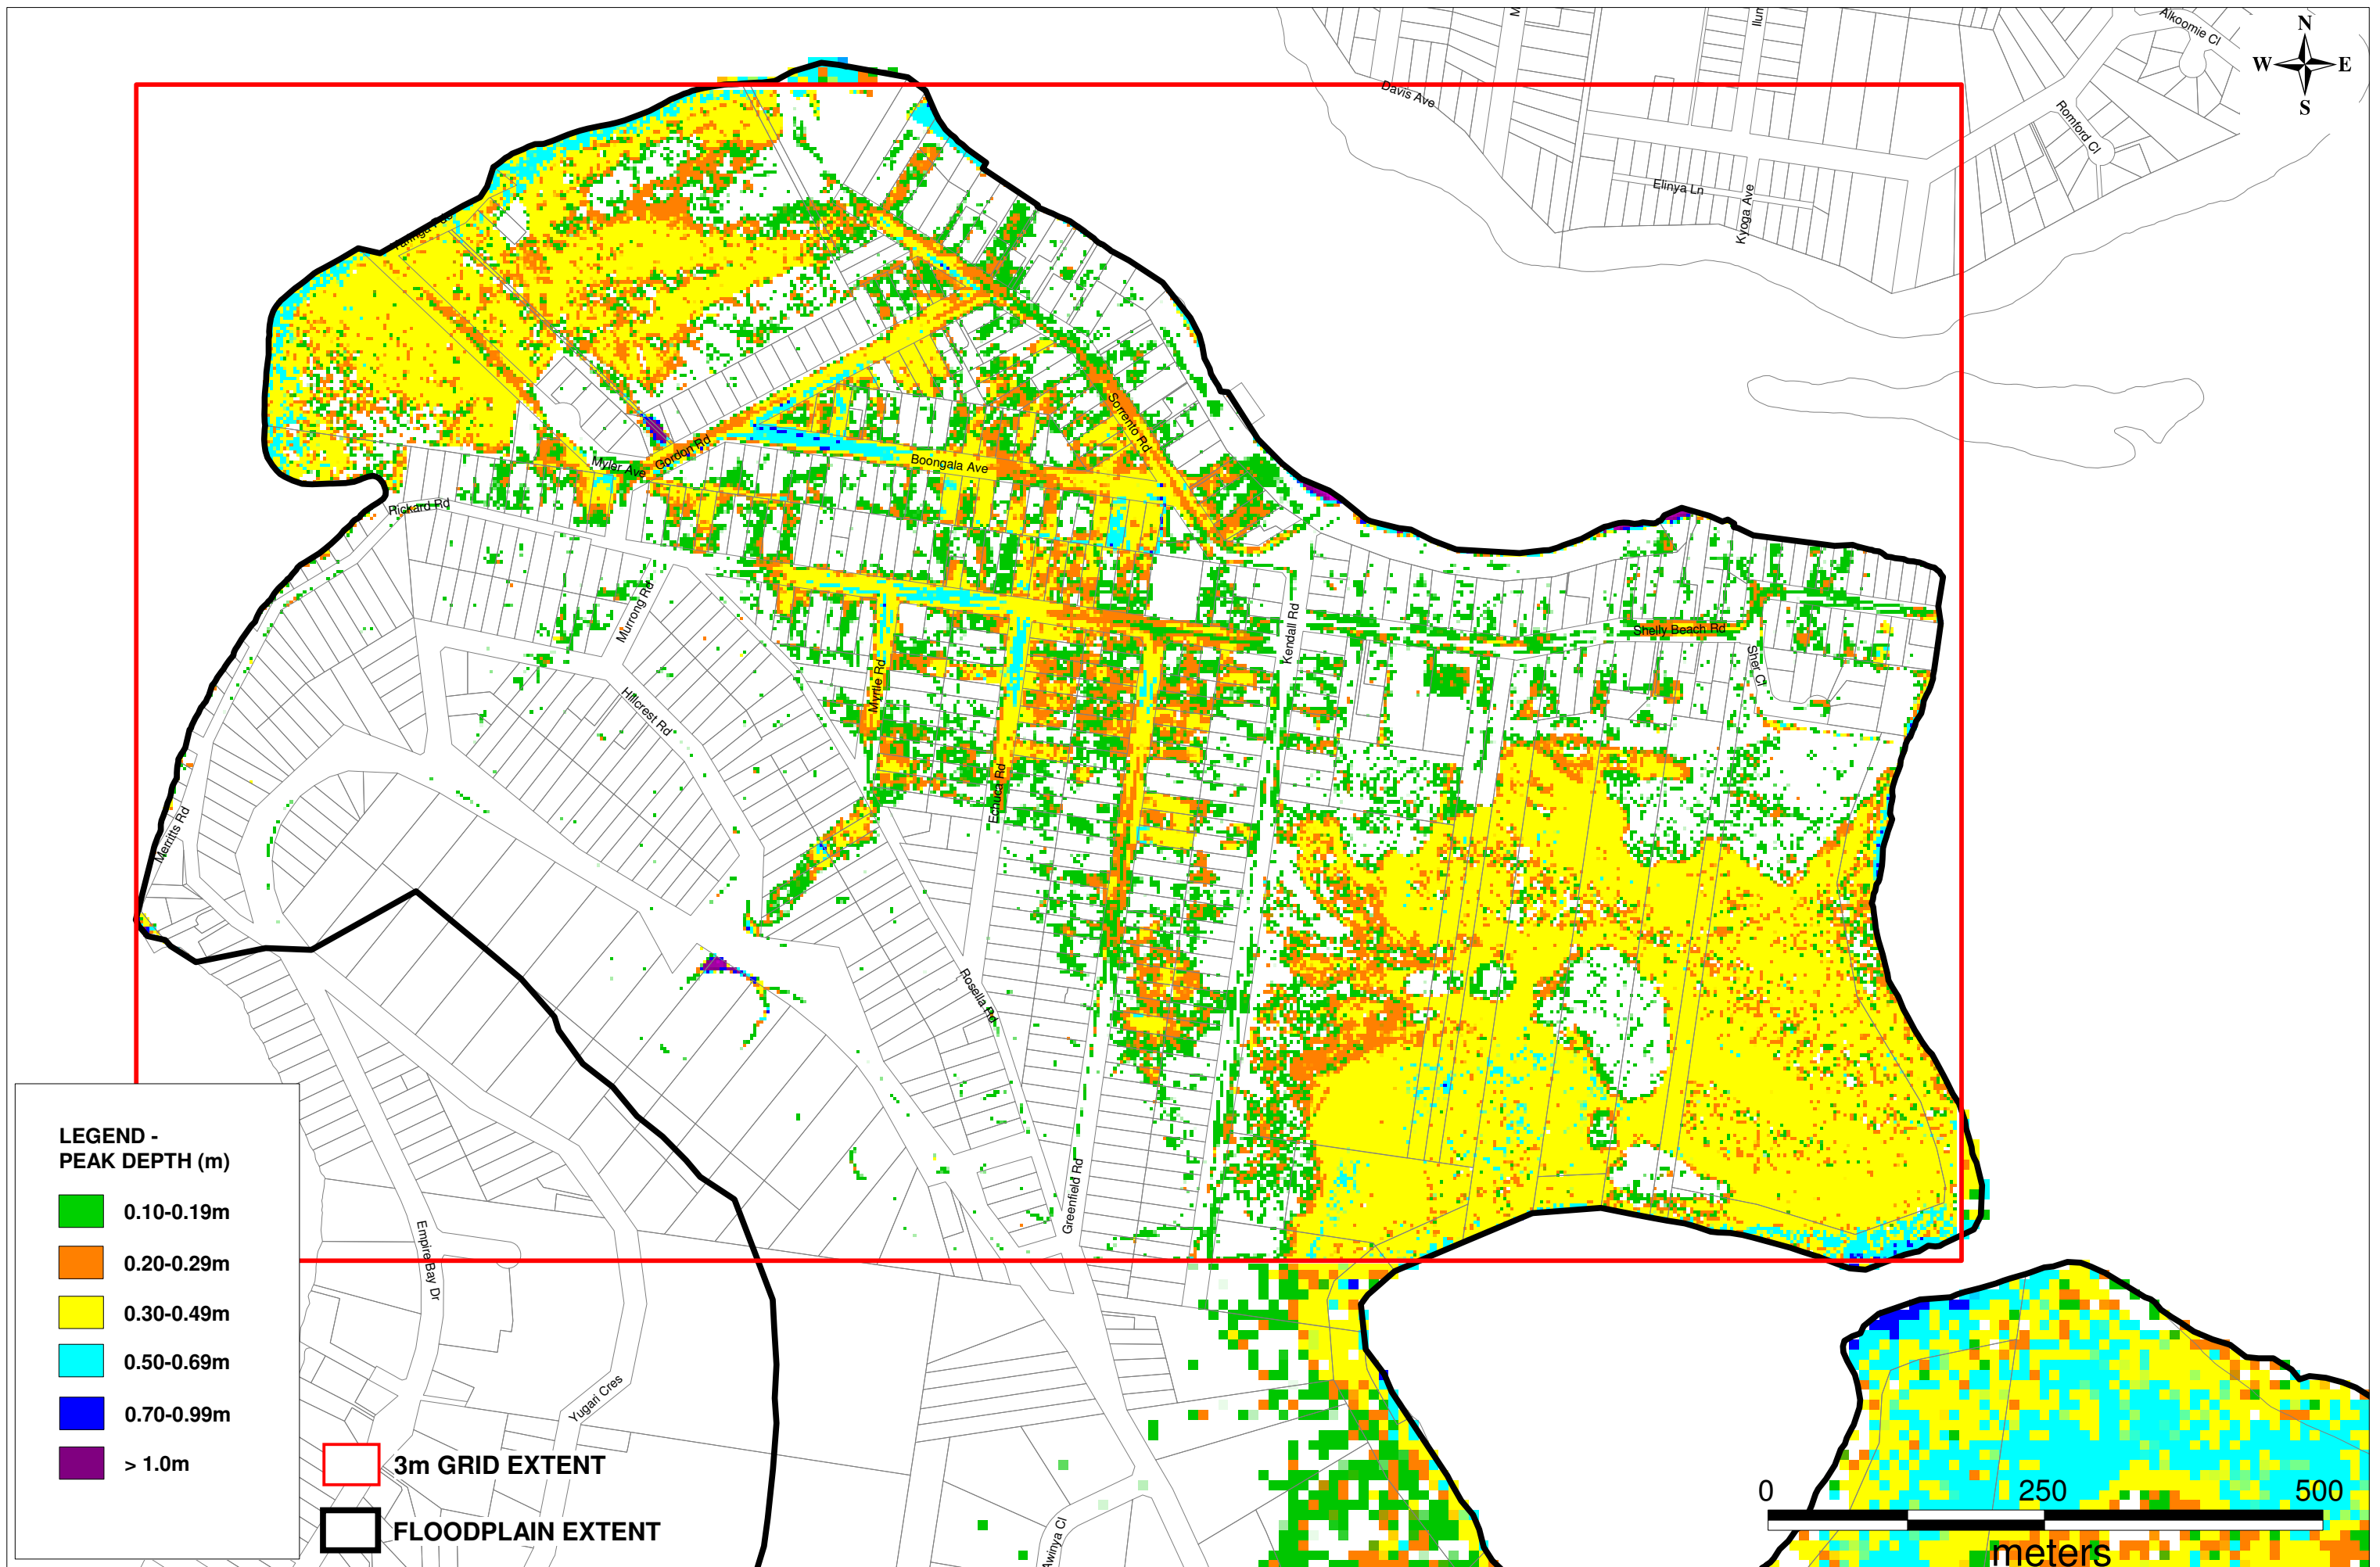 Alkoomie Cl
N
W
E
S
Davis Ave
Romford Cl
Elinya Ln
Kyoga Ave
Sorrento Rd
Gordon Rd
Myler Ave
Boongala Ave
Rickard Rd
Murrong Rd
Kendall Rd
Shelly Beach Rd
Sher Cl
Myrtle Rd
Hillcrest Rd
Echuca Rd
Merritts Rd
Rosella Rd
Greenfield Rd
Empire Bay Dr
Yugari Cres
Awinya Cl
LEGEND -
PEAK DEPTH (m)
0.10-0.19m
0.20-0.29m
0.30-0.49m
0.50-0.69m
0.70-0.99m
> 1.0m
3m GRID EXTENT
FLOODPLAIN EXTENT
0 250 500
meters